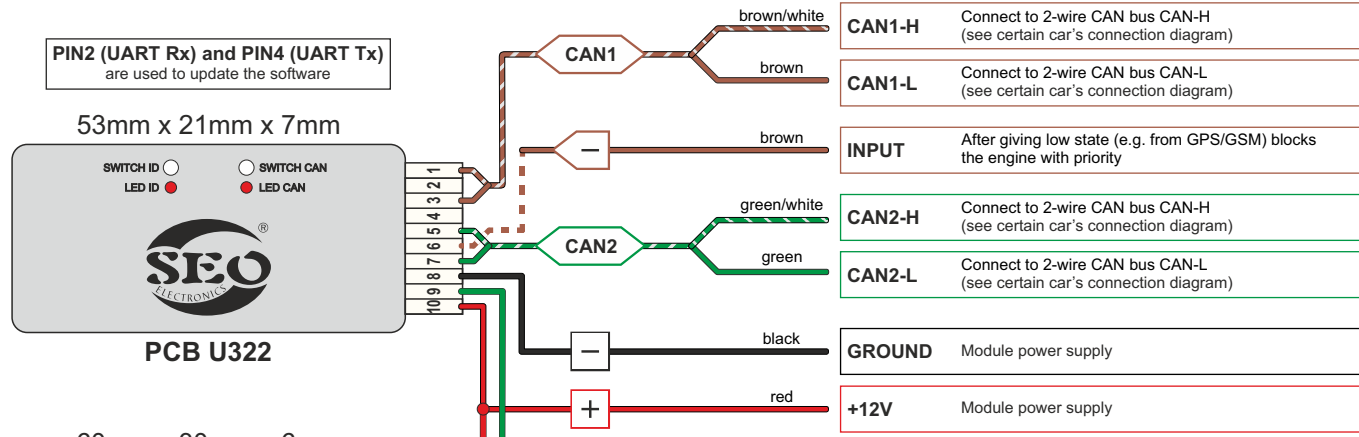 PIN2 (UART Rx) and PIN4 (UART Tx)
are used to update the software
53mm x 21mm x 7mm
SWITCH ID
SWITCH CAN
LED ID
LED CAN
SEO
®
ELECTRONICS
PCB U322
1
2
3
4
5
6
7
8
9
10
CAN1
brown/white
CAN1-H
Connect to 2-wire CAN bus CAN-H
(see certain car's connection diagram)
brown
CAN1-L
Connect to 2-wire CAN bus CAN-L
(see certain car's connection diagram)
−
brown
INPUT
After giving low state (e.g. from GPS/GSM) blocks
the engine with priority
CAN2
green/white
CAN2-H
Connect to 2-wire CAN bus CAN-H
(see certain car's connection diagram)
green
CAN2-L
Connect to 2-wire CAN bus CAN-L
(see certain car's connection diagram)
−
black
GROUND
Module power supply
+
red
+12V
Module power supply